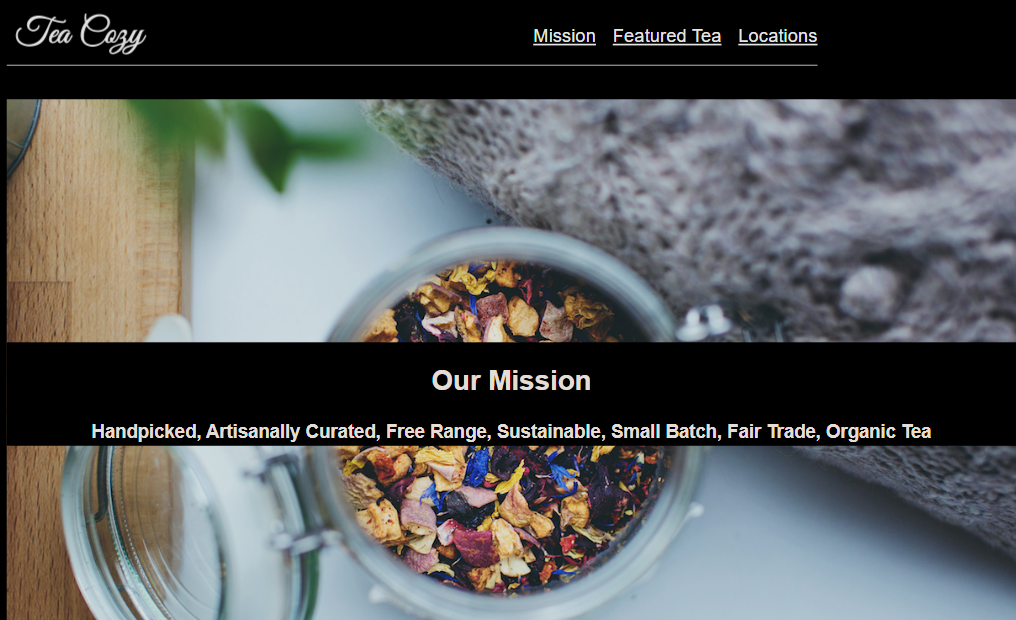 Tea Cozy
Mission Featured Tea Locations
Our Mission
Handpicked, Artisanally Curated, Free Range, Sustainable, Small Batch, Fair Trade, Organic Tea